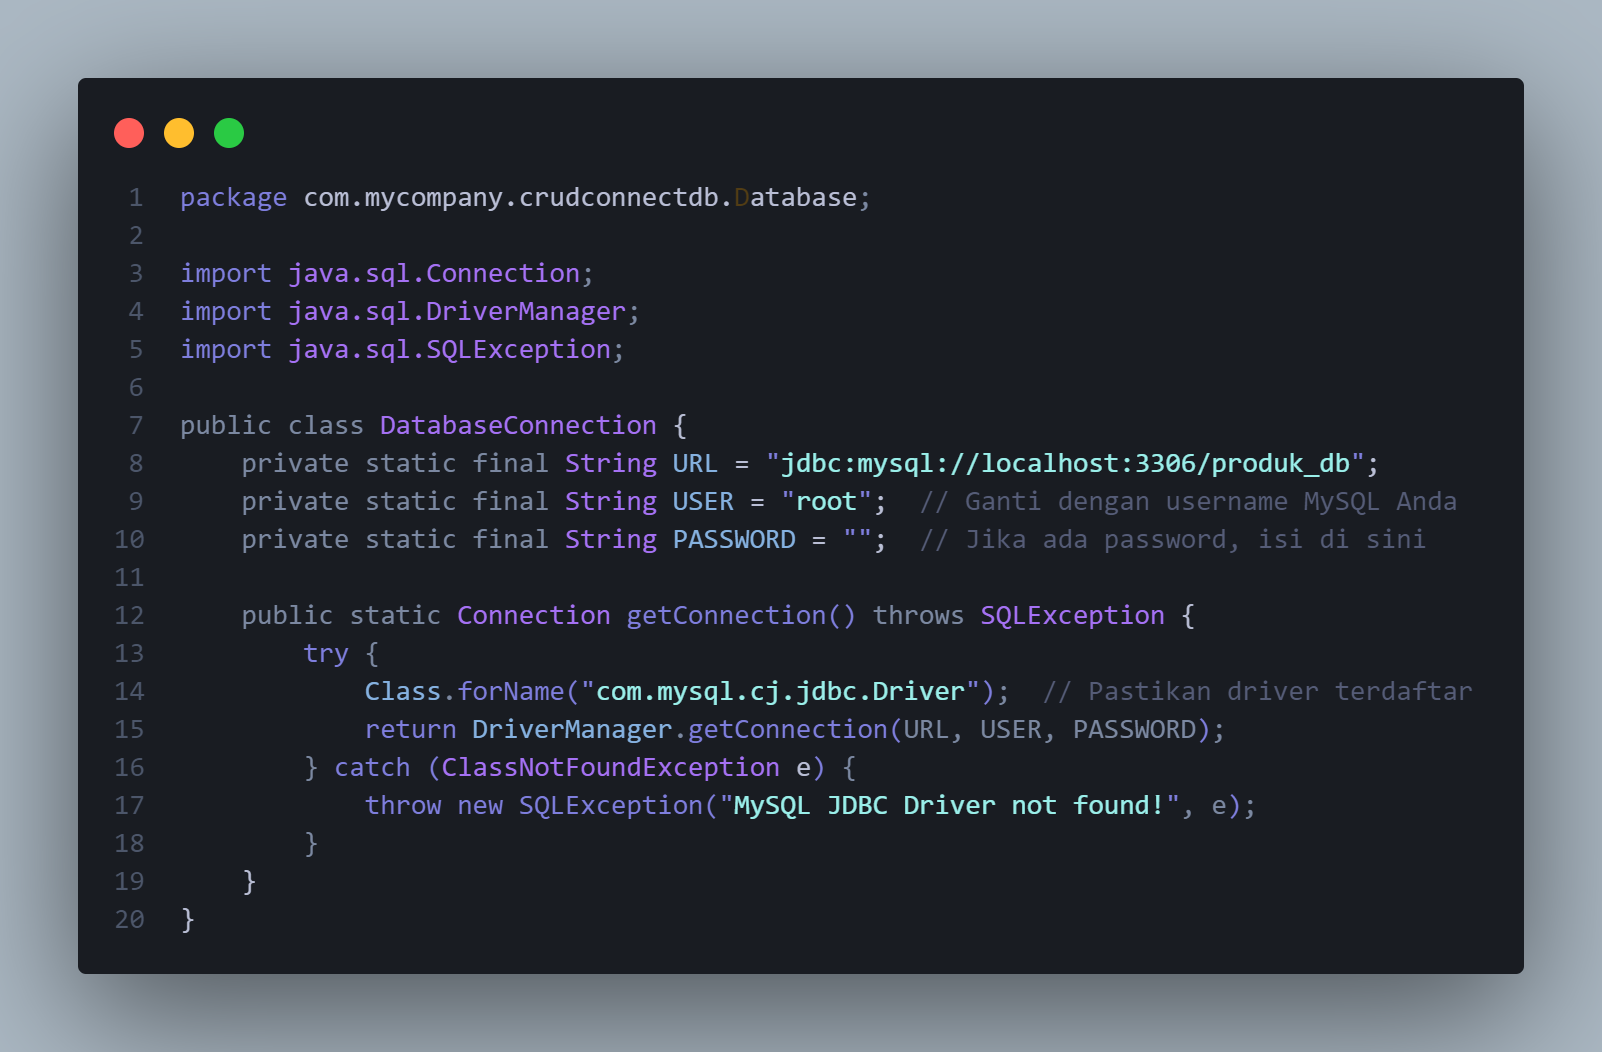 1 package com.mycompany.crudconnectdb.Database;
2
3 import java.sql.Connection;
4 import java.sql.DriverManager;
5 import java.sql.SQLException;
6
7 public class DatabaseConnection {
8     private static final String URL = "jdbc:mysql://localhost:3306/produk_db";
9     private static final String USER = "root";  // Ganti dengan username MySQL Anda
10     private static final String PASSWORD = "";  // Jika ada password, isi di sini
11
12     public static Connection getConnection() throws SQLException {
13         try {
14             Class.forName("com.mysql.cj.jdbc.Driver");  // Pastikan driver terdaftar
15             return DriverManager.getConnection(URL, USER, PASSWORD);
16         } catch (ClassNotFoundException e) {
17             throw new SQLException("MySQL JDBC Driver not found!", e);
18         }
19     }
20 }